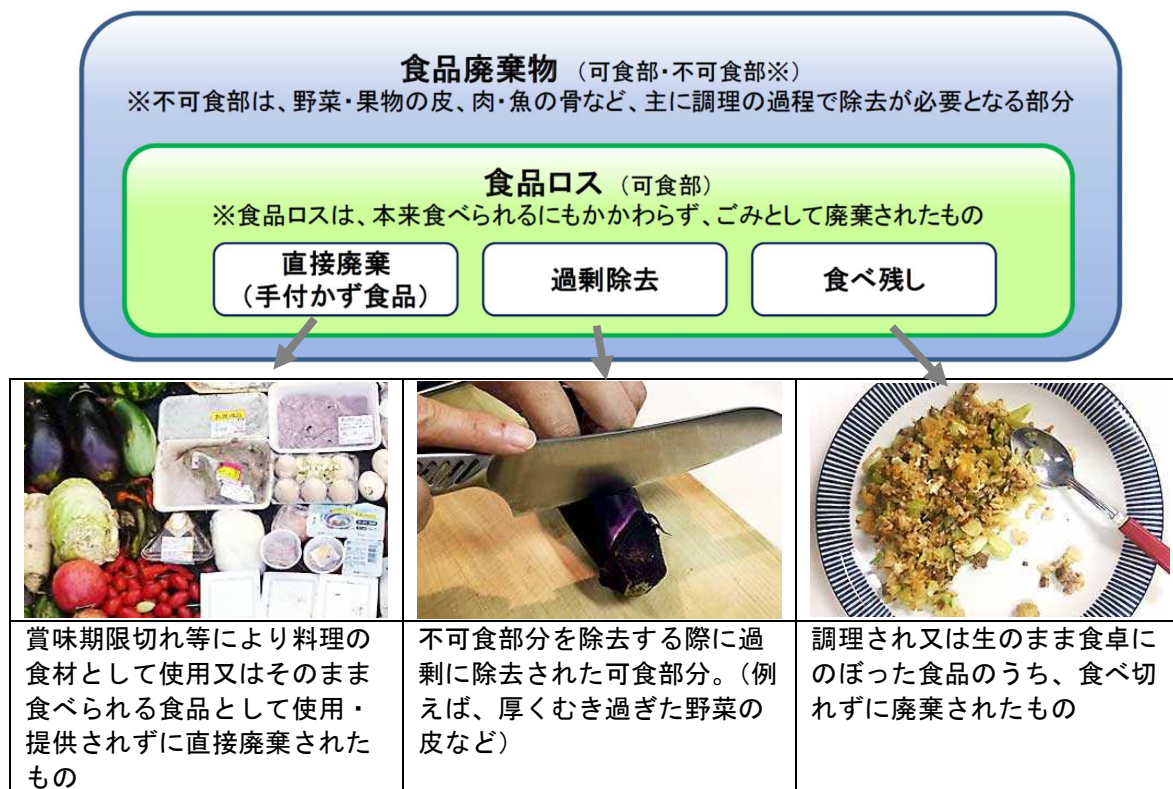 食品廃棄物（可食部・不可食部※）
※不可食部は、野菜・果物の皮、肉・魚の骨など、主に調理の過程で除去が必要となる部分
食品ロス（可食部）
※食品ロスは、本来食べられるにもかかわらず、ごみとして廃棄されたもの
直接廃棄
（手付かず食品）
過剰除去
食べ残し
賞味期限切れ等により料理の
食材として使用又はそのまま
食べられる食品として使用・
提供されずに直接廃棄された
もの
不可食部分を除去する際に過
剰に除去された可食部分。（例
えば、厚くむき過ぎた野菜の
皮など）
調理され又は生のまま食卓に
のぼった食品のうち、食べ切
れずに廃棄されたもの